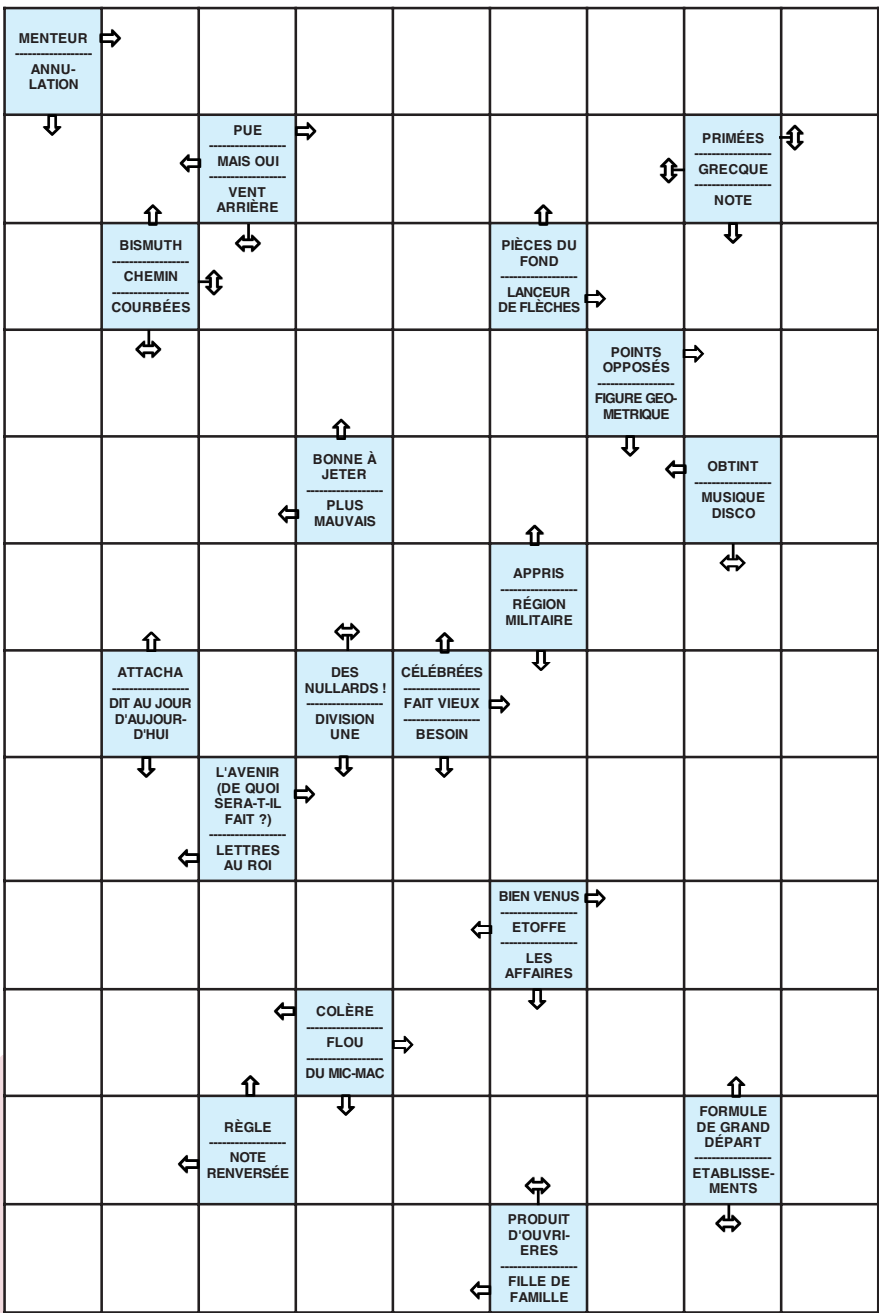 MENTEUR
ANNU-
LATION
PUE
MAIS OUI
VENT
ARRIÈRE
PRIMÉES
GRECQUE
NOTE
BISMUTH
CHEMIN
COURBÉES
PIÈCES DU
FOND
LANCEUR
DE FLÈCHES
POINTS
OPPOSÉS
FIGURE GEO-
METRIQUE
BONNE À
JETER
PLUS
MAUVAIS
OBTINT
MUSIQUE
DISCO
APPRIS
RÉGION
MILITAIRE
ATTACHA
DIT AU JOUR
D'AUJOUR-
D'HUI
DES
NULLARDS !
DIVISION
UNE
CÉLÉBRÉES
FAIT VIEUX
BESOIN
L'AVENIR
(DE QUOI
SERA-T-IL
FAIT ?)
LETTRES
AU ROI
BIEN VENUS
ETOFFE
LES
AFFAIRES
COLÈRE
FLOU
DU MIC-MAC
RÈGLE
NOTE
RENVERSÉE
FORMULE
DE GRAND
DÉPART
ETABLISSE-
MENTS
PRODUIT
D'OUVRI-
ERES
FILLE DE
FAMILLE